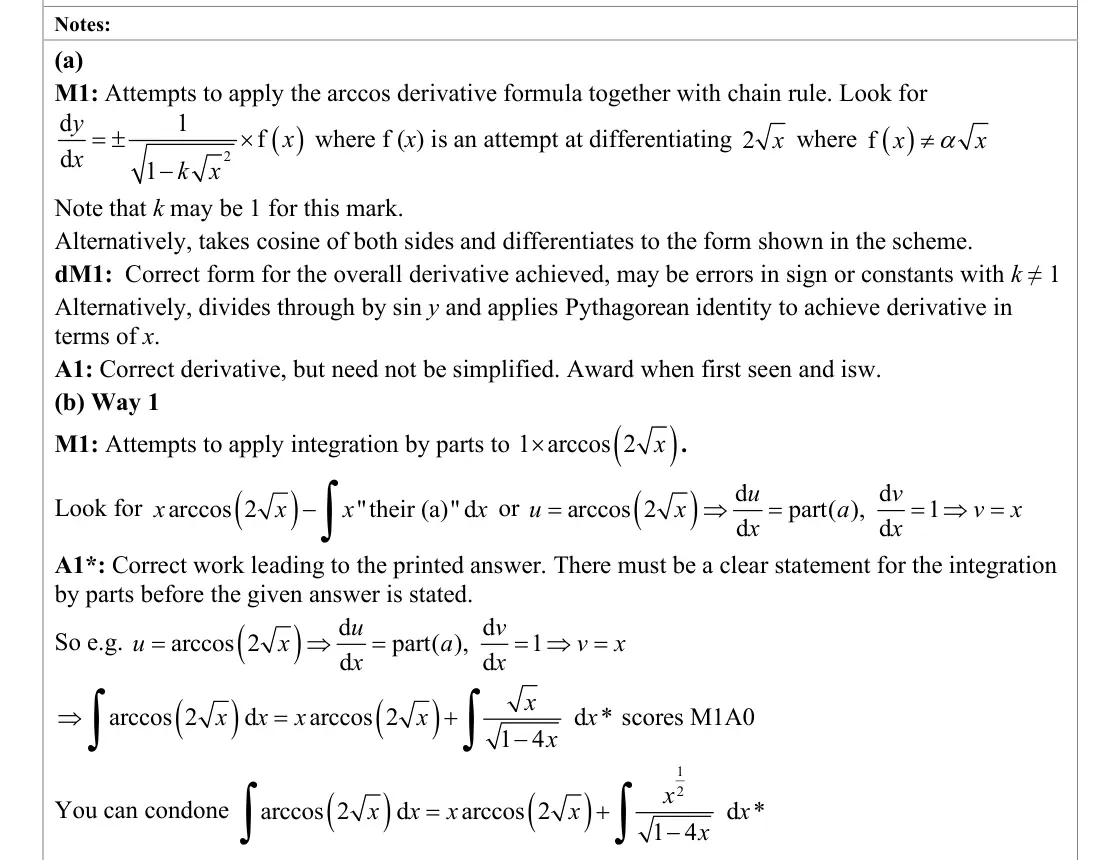 Notes:
(a)
M1: Attempts to apply the arccos derivative formula together with chain rule. Look for
dy/dx = ± 1/√(1−k√x²) × f(x) where f (x) is an attempt at differentiating 2√x where f(x) ≠ α√x
Note that k may be 1 for this mark.
Alternatively, takes cosine of both sides and differentiates to the form shown in the scheme.
dM1: Correct form for the overall derivative achieved, may be errors in sign or constants with k ≠ 1
Alternatively, divides through by sin y and applies Pythagorean identity to achieve derivative in
terms of x.
A1: Correct derivative, but need not be simplified. Award when first seen and isw.
(b) Way 1
M1: Attempts to apply integration by parts to 1×arccos(2√x).
Look for x arccos(2√x) − ∫ x "their (a)" dx or u = arccos(2√x) ⇒ du/dx = part(a), dv/dx = 1 ⇒ v = x
A1*: Correct work leading to the printed answer. There must be a clear statement for the integration
by parts before the given answer is stated.
So e.g. u = arccos(2√x) ⇒ du/dx = part(a), dv/dx = 1 ⇒ v = x
⇒ ∫ arccos(2√x) dx = x arccos(2√x) + ∫ √x/√(1−4x) dx* scores M1A0
You can condone ∫ arccos(2√x) dx = x arccos(2√x) + ∫ x^(1/2)/√(1−4x) dx*